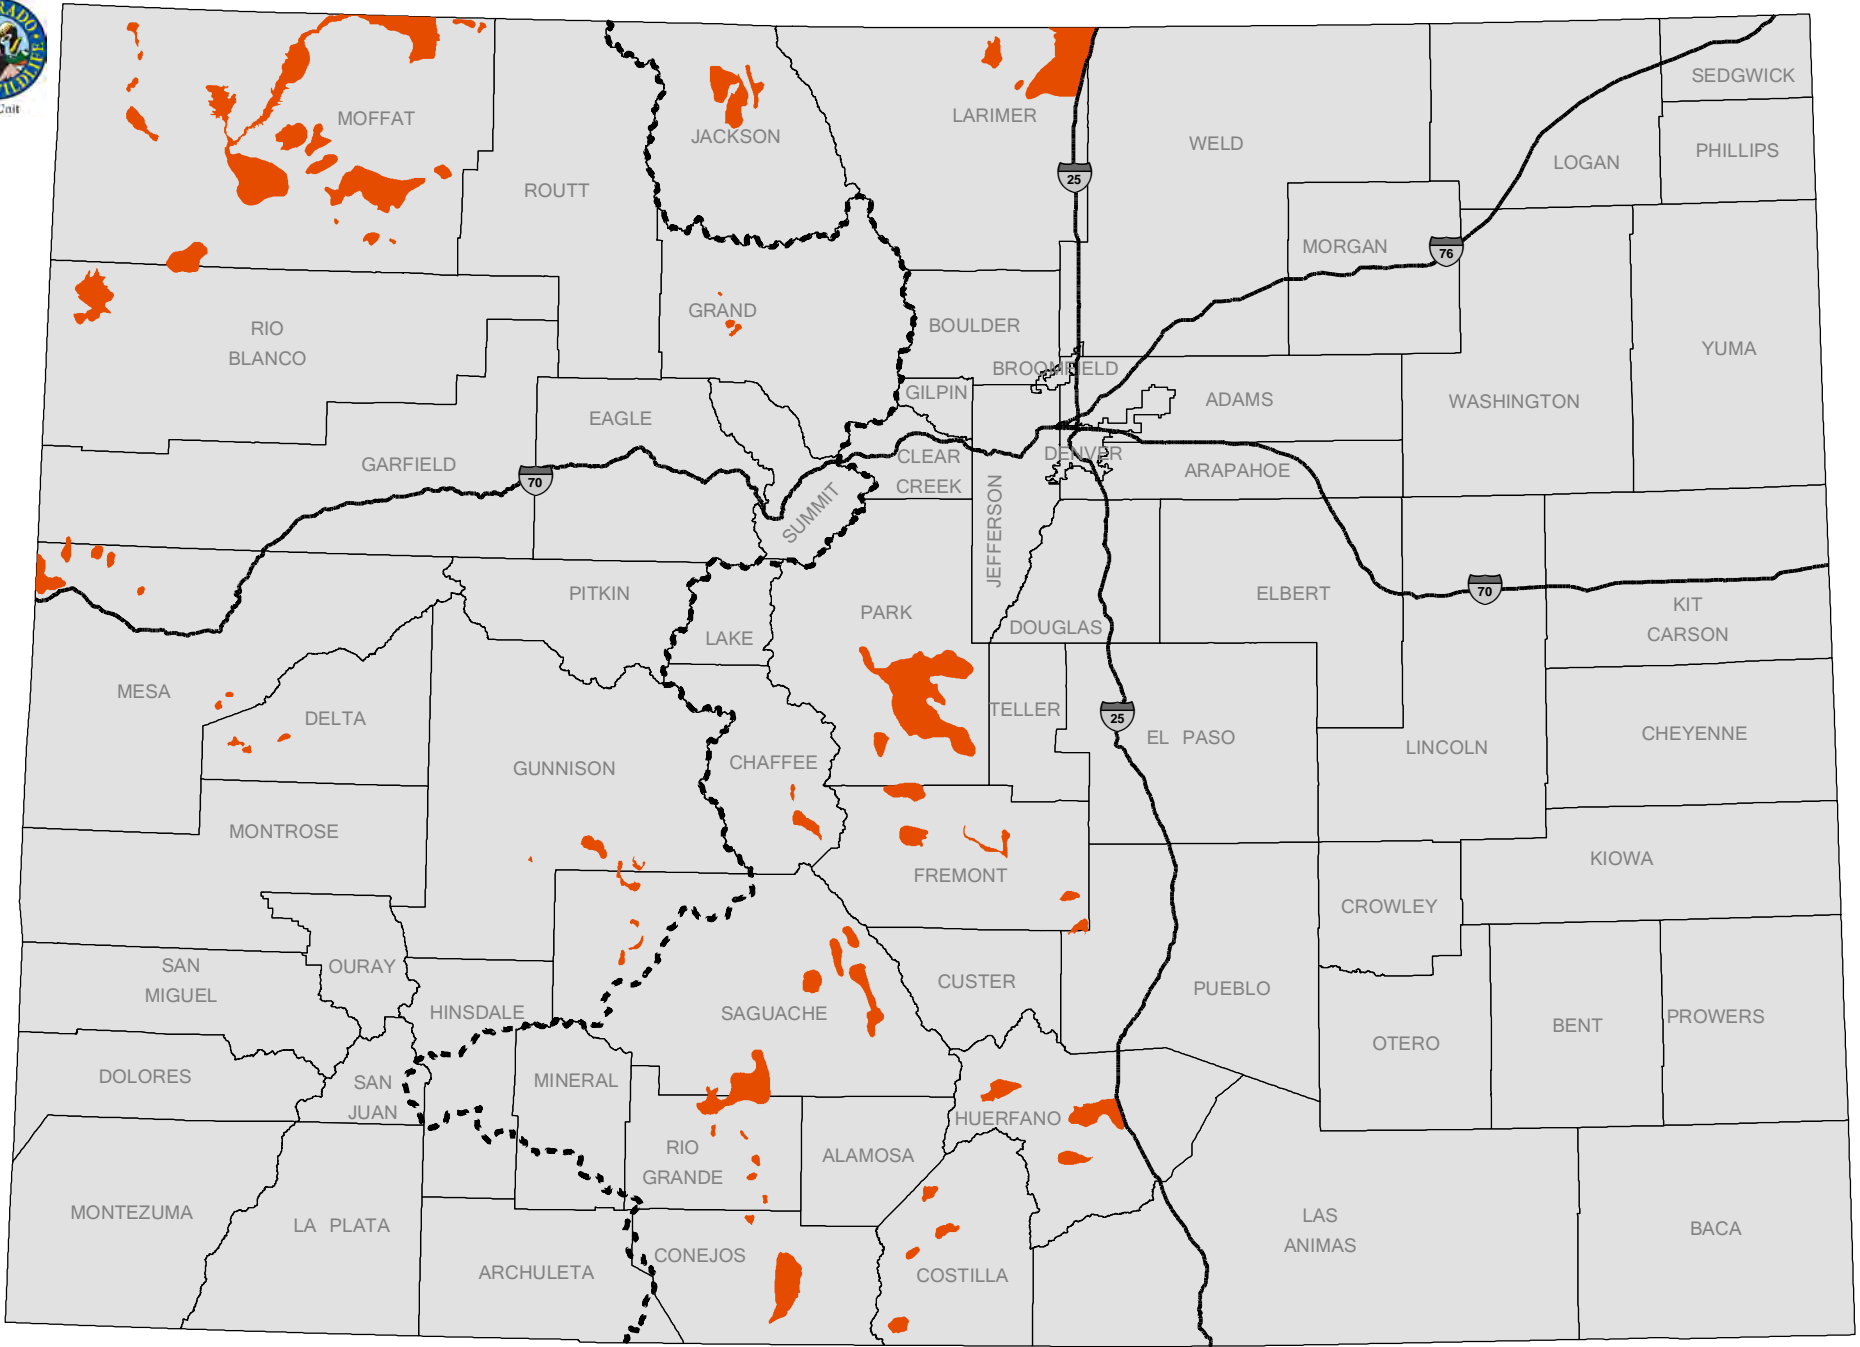 RADO
WILDLIFE
Unit
SEDGWICK
MOFFAT
LARIMER
JACKSON
WELD
PHILLIPS
LOGAN
25
ROUTT
MORGAN
76
GRAND
BOULDER
RIO
BLANCO
YUMA
BROOMFIELD
GILPIN
ADAMS
WASHINGTON
EAGLE
GARFIELD
CLEAR
CREEK
DENVER
ARAPAHOE
70
SUMMIT
JEFFERSON
PITKIN
ELBERT
70
KIT
CARSON
PARK
LAKE
DOUGLAS
MESA
DELTA
TELLER
25
EL PASO
LINCOLN
CHEYENNE
GUNNISON
CHAFFEE
MONTROSE
FREMONT
KIOWA
CROWLEY
SAN
MIGUEL
OURAY
CUSTER
PUEBLO
HINSDALE
SAGUACHE
BENT
PROWERS
OTERO
DOLORES
SAN
JUAN
MINERAL
HUERFANO
RIO
GRANDE
ALAMOSA
MONTEZUMA
LA PLATA
LAS
ANIMAS
BACA
CONEJOS
ARCHULETA
COSTILLA